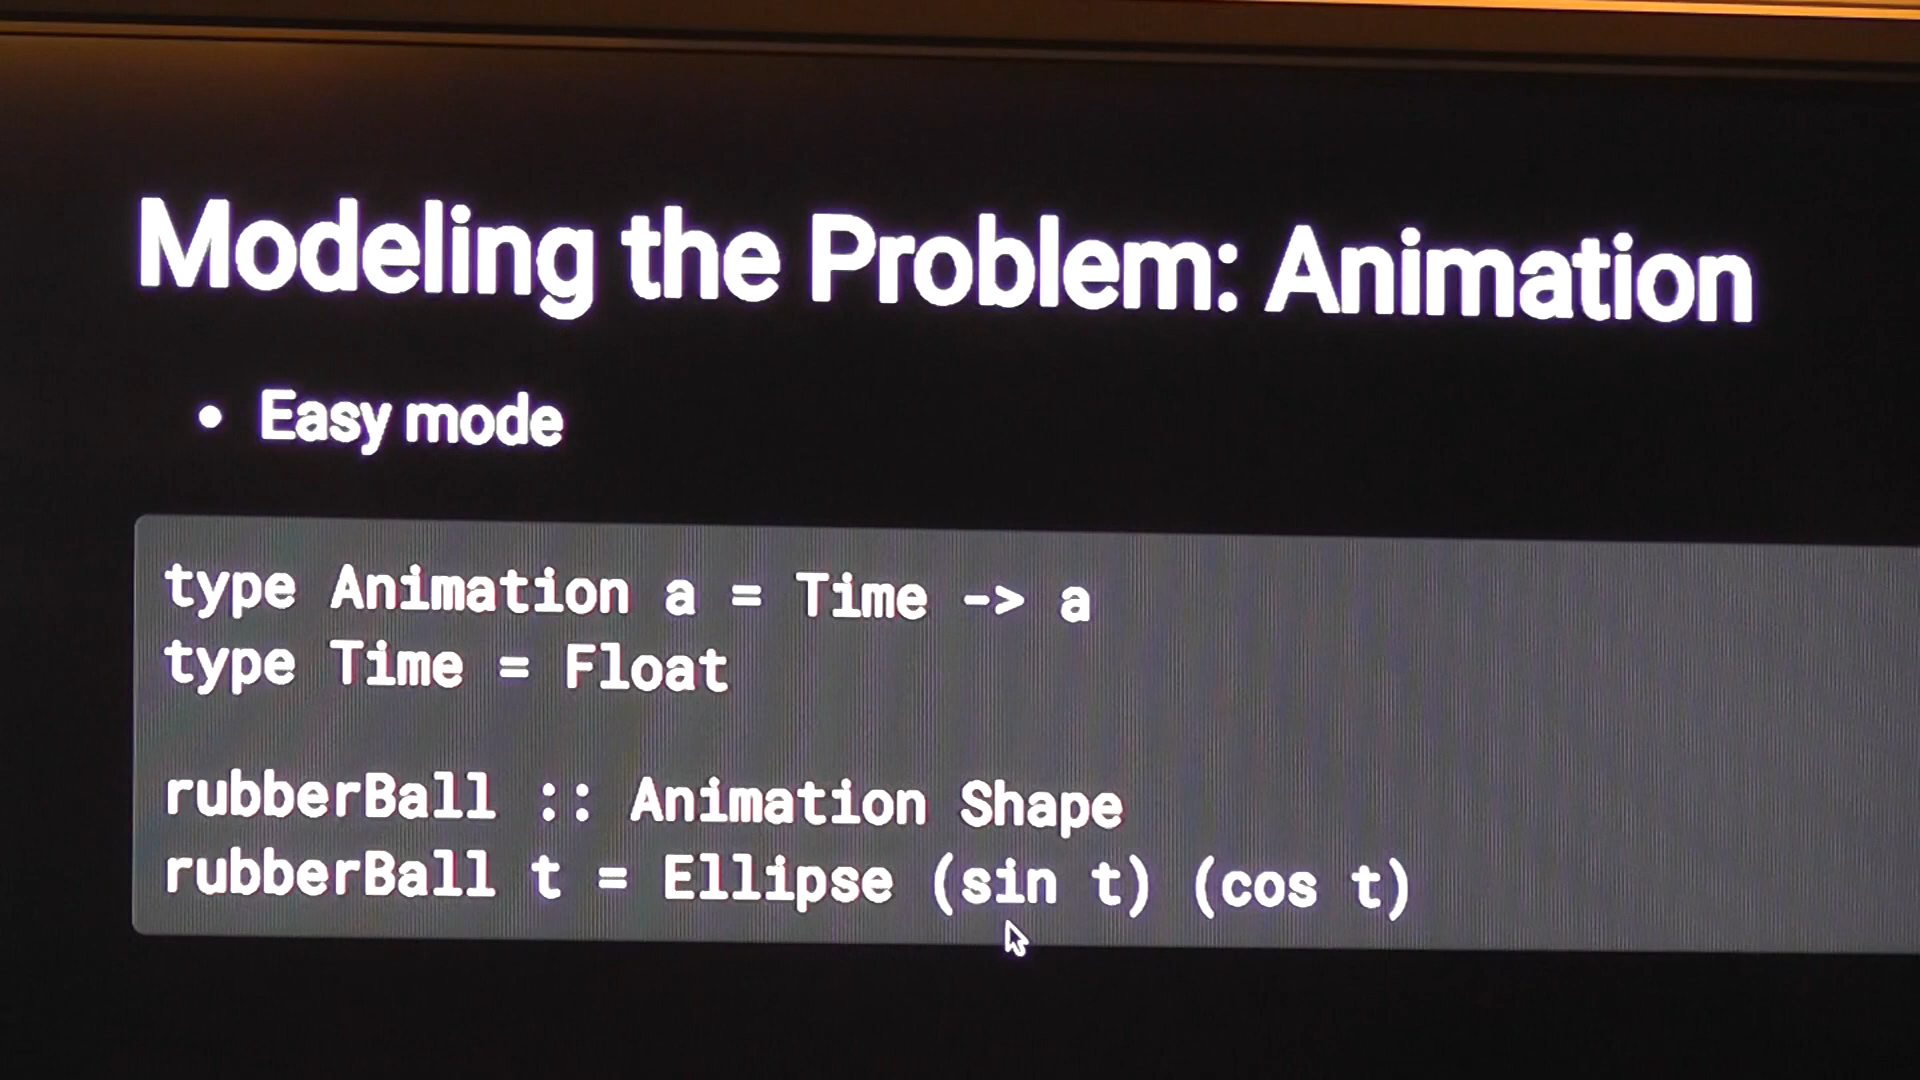 Modeling the Problem: Animation
• Easy mode
type Animation a = Time -> a
type Time = Float
rubberBall :: Animation Shape
rubberBall t = Ellipse (sin t) (cos t)